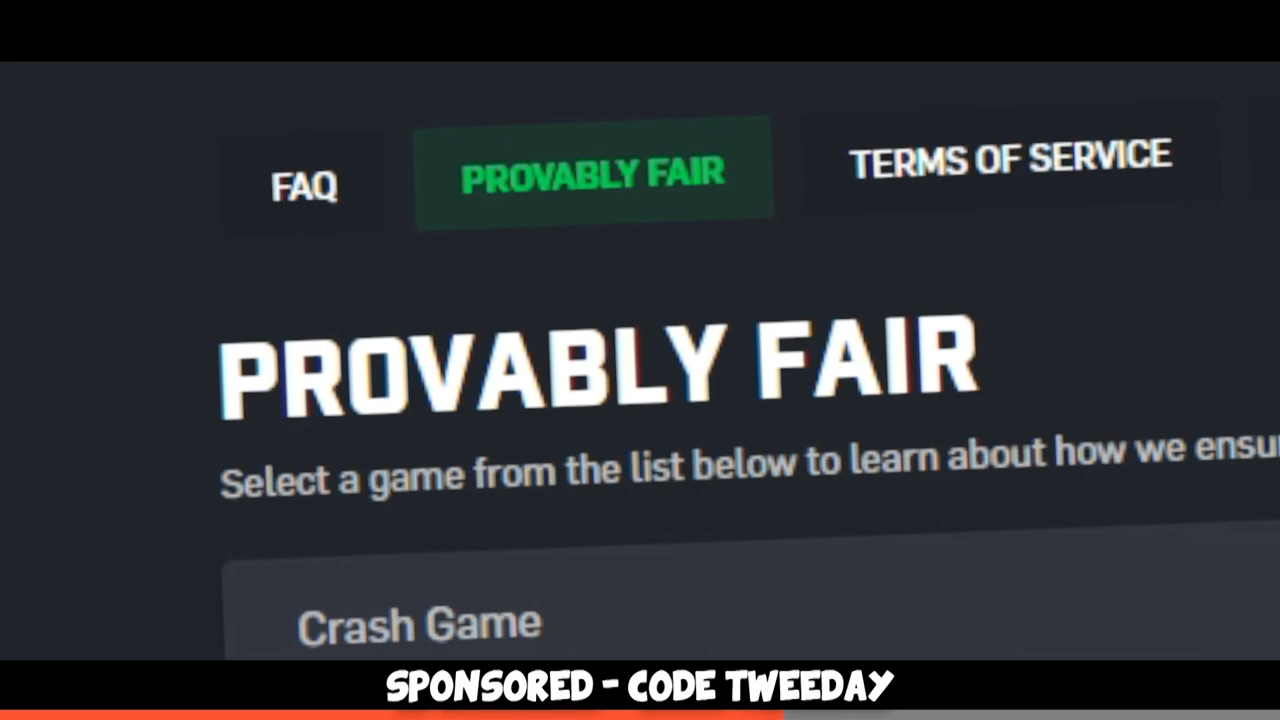 FAQ
PROVABLY FAIR
TERMS OF SERVICE
PROVABLY FAIR
Select a game from the list below to learn about how we
Crash Game
SPONSORED - CODE TWEEDAY